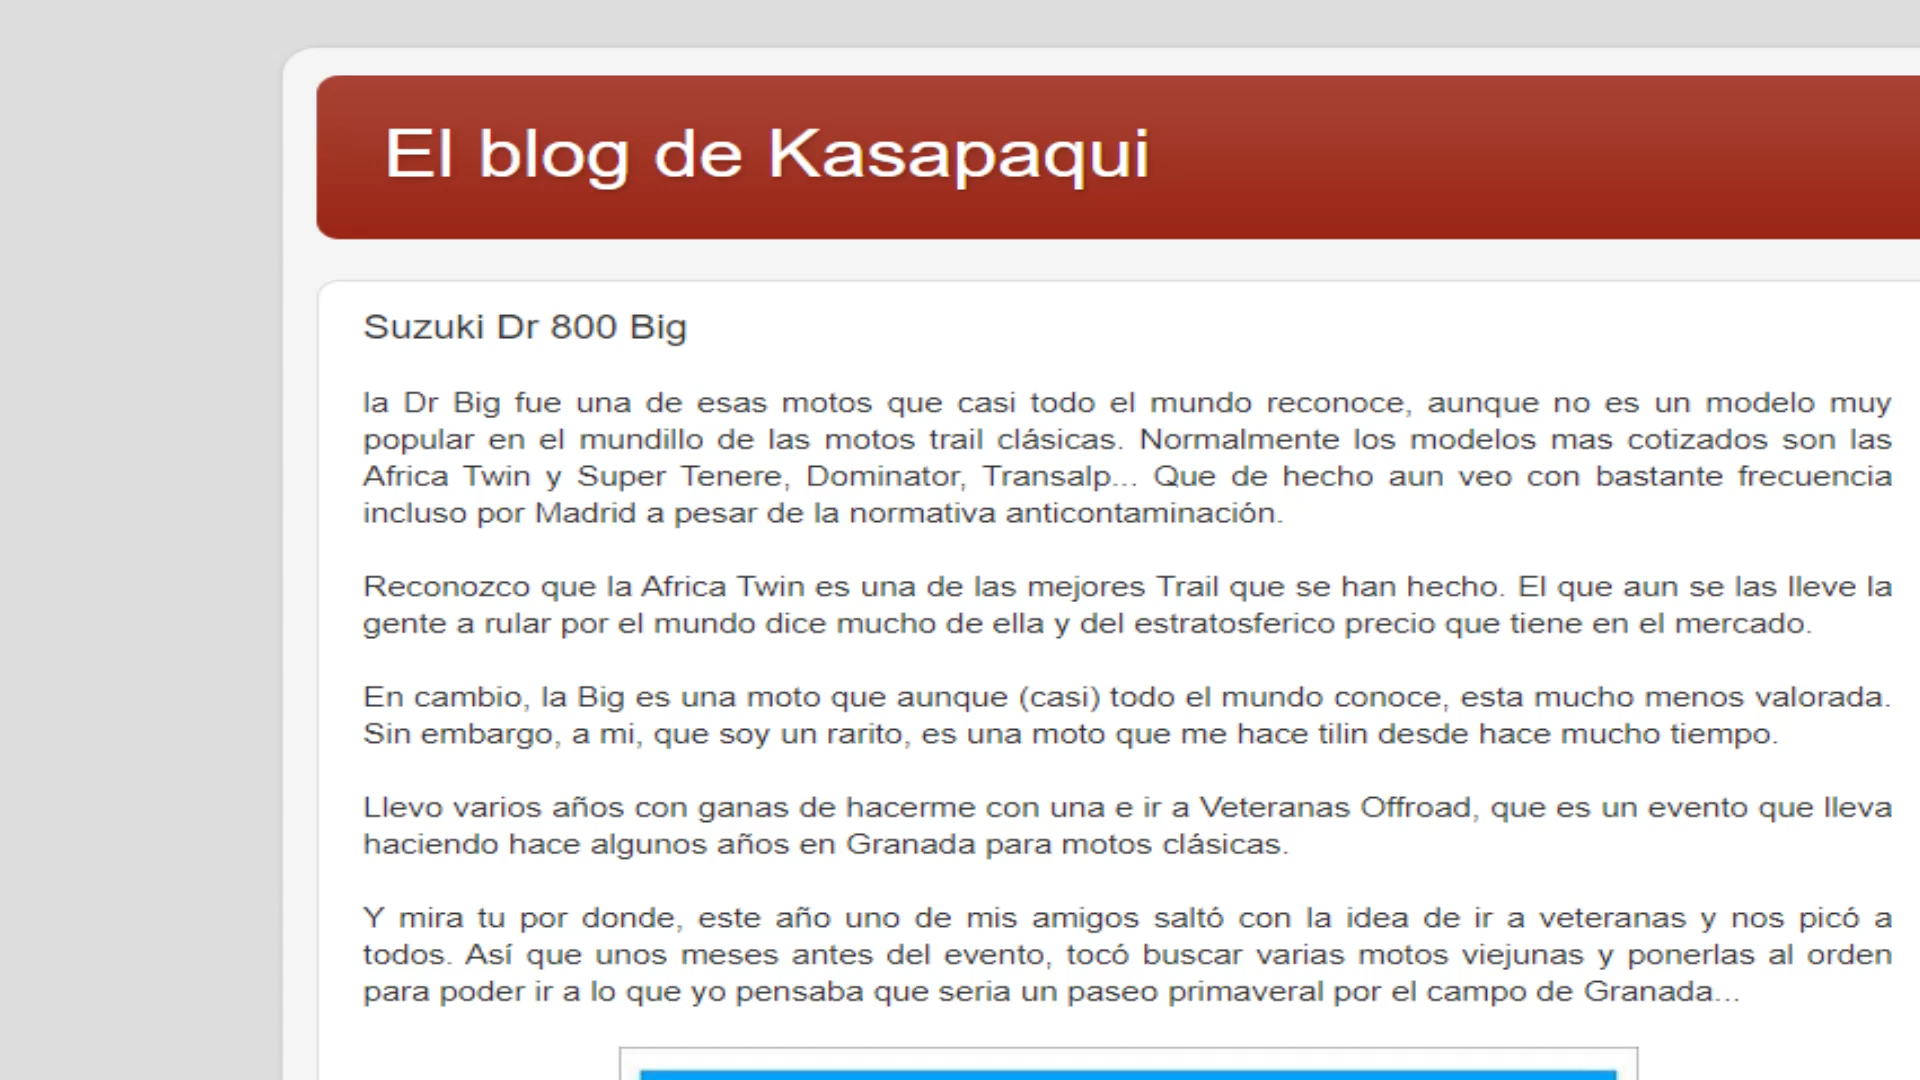 El blog de Kasapaqui
Suzuki Dr 800 Big
la Dr Big fue una de esas motos que casi todo el mundo reconoce, aunque no es un modelo muy
popular en el mundillo de las motos trail clásicas. Normalmente los modelos mas cotizados son las
Africa Twin y Super Tenere, Dominator, Transalp... Que de hecho aun veo con bastante frecuencia
incluso por Madrid a pesar de la normativa anticontaminación.
Reconozco que la Africa Twin es una de las mejores Trail que se han hecho. El que aun se las lleve la
gente a rular por el mundo dice mucho de ella y del estratosferico precio que tiene en el mercado.
En cambio, la Big es una moto que aunque (casi) todo el mundo conoce, esta mucho menos valorada.
Sin embargo, a mi, que soy un rarito, es una moto que me hace tilin desde hace mucho tiempo.
Llevo varios años con ganas de hacerme con una e ir a Veteranas Offroad, que es un evento que lleva
haciendo hace algunos años en Granada para motos clásicas.
Y mira tu por donde, este año uno de mis amigos saltó con la idea de ir a veteranas y nos picó a
todos. Así que unos meses antes del evento, tocó buscar varias motos viejunas y ponerlas al orden
para poder ir a lo que yo pensaba que seria un paseo primaveral por el campo de Granada...